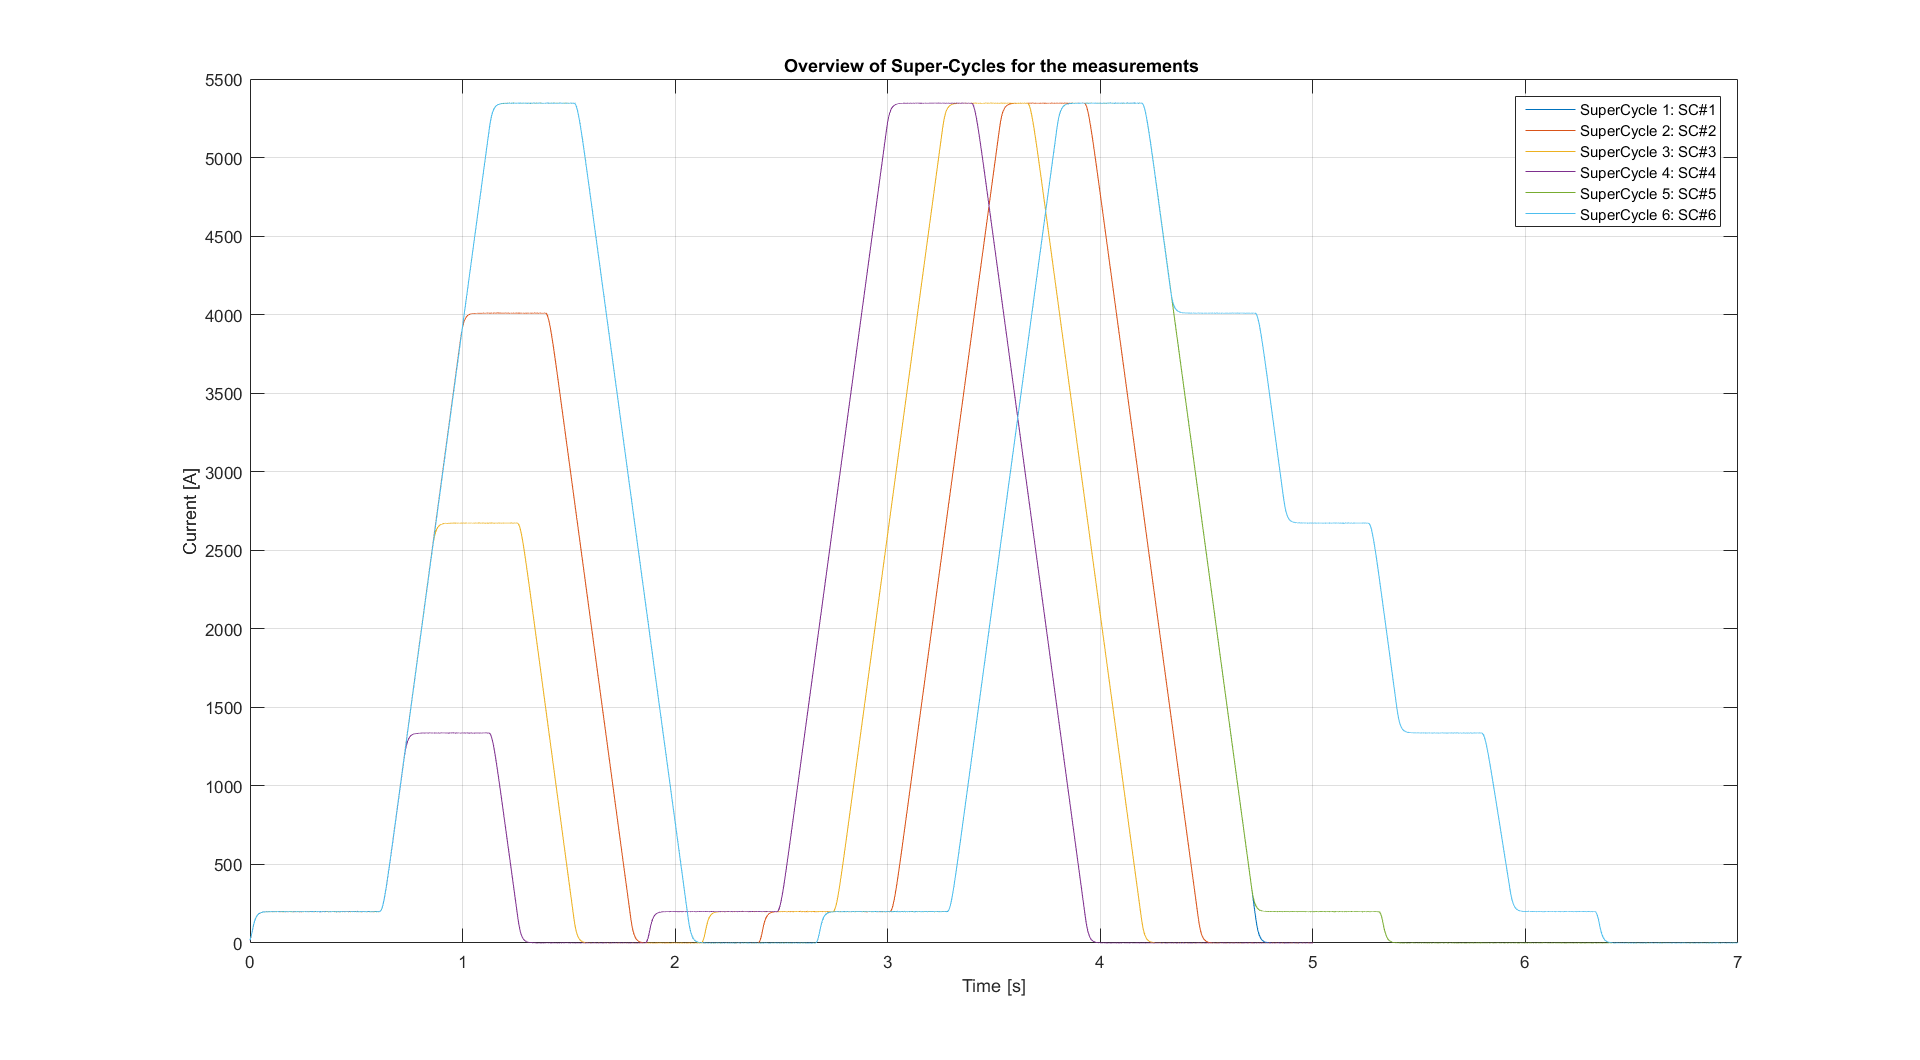 Overview of Super-Cycles for the measurements
5500
5000
4500
4000
3500
3000
2500
2000
1500
1000
500
0
Current [A]
SuperCycle 1: SC#1
SuperCycle 2: SC#2
SuperCycle 3: SC#3
SuperCycle 4: SC#4
SuperCycle 5: SC#5
SuperCycle 6: SC#6
0 1 2 3 4 5 6 7
Time [s]